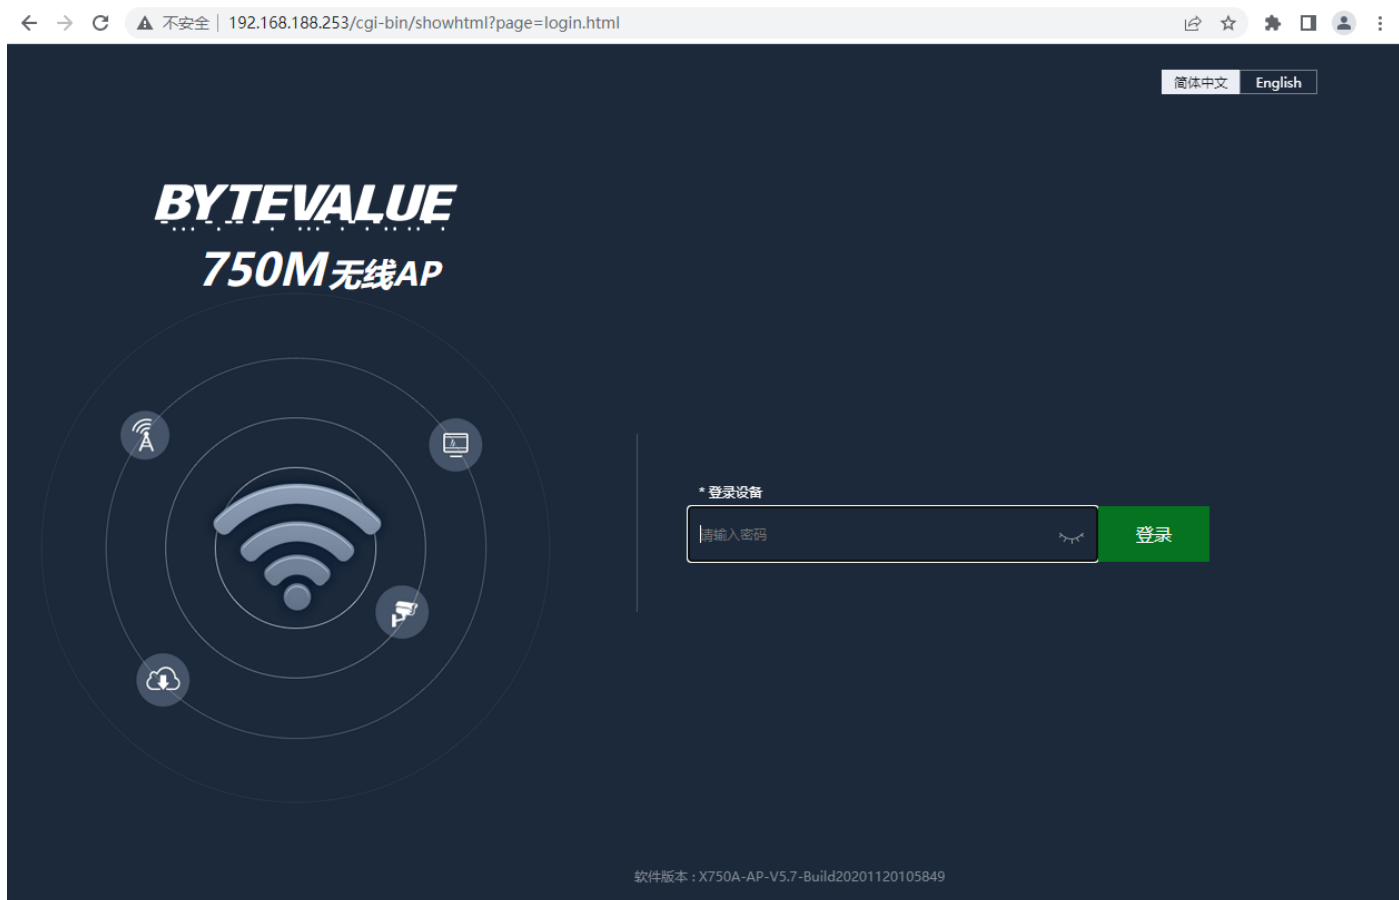 不安全 192.168.188.253/cgi-bin/showhtml?page=login.html
简体中文 English
BYTEVALUE
750M无线AP
* 登录设备
请输入密码
登录
软件版本 : X750A-AP-V5.7-Build20201120105849